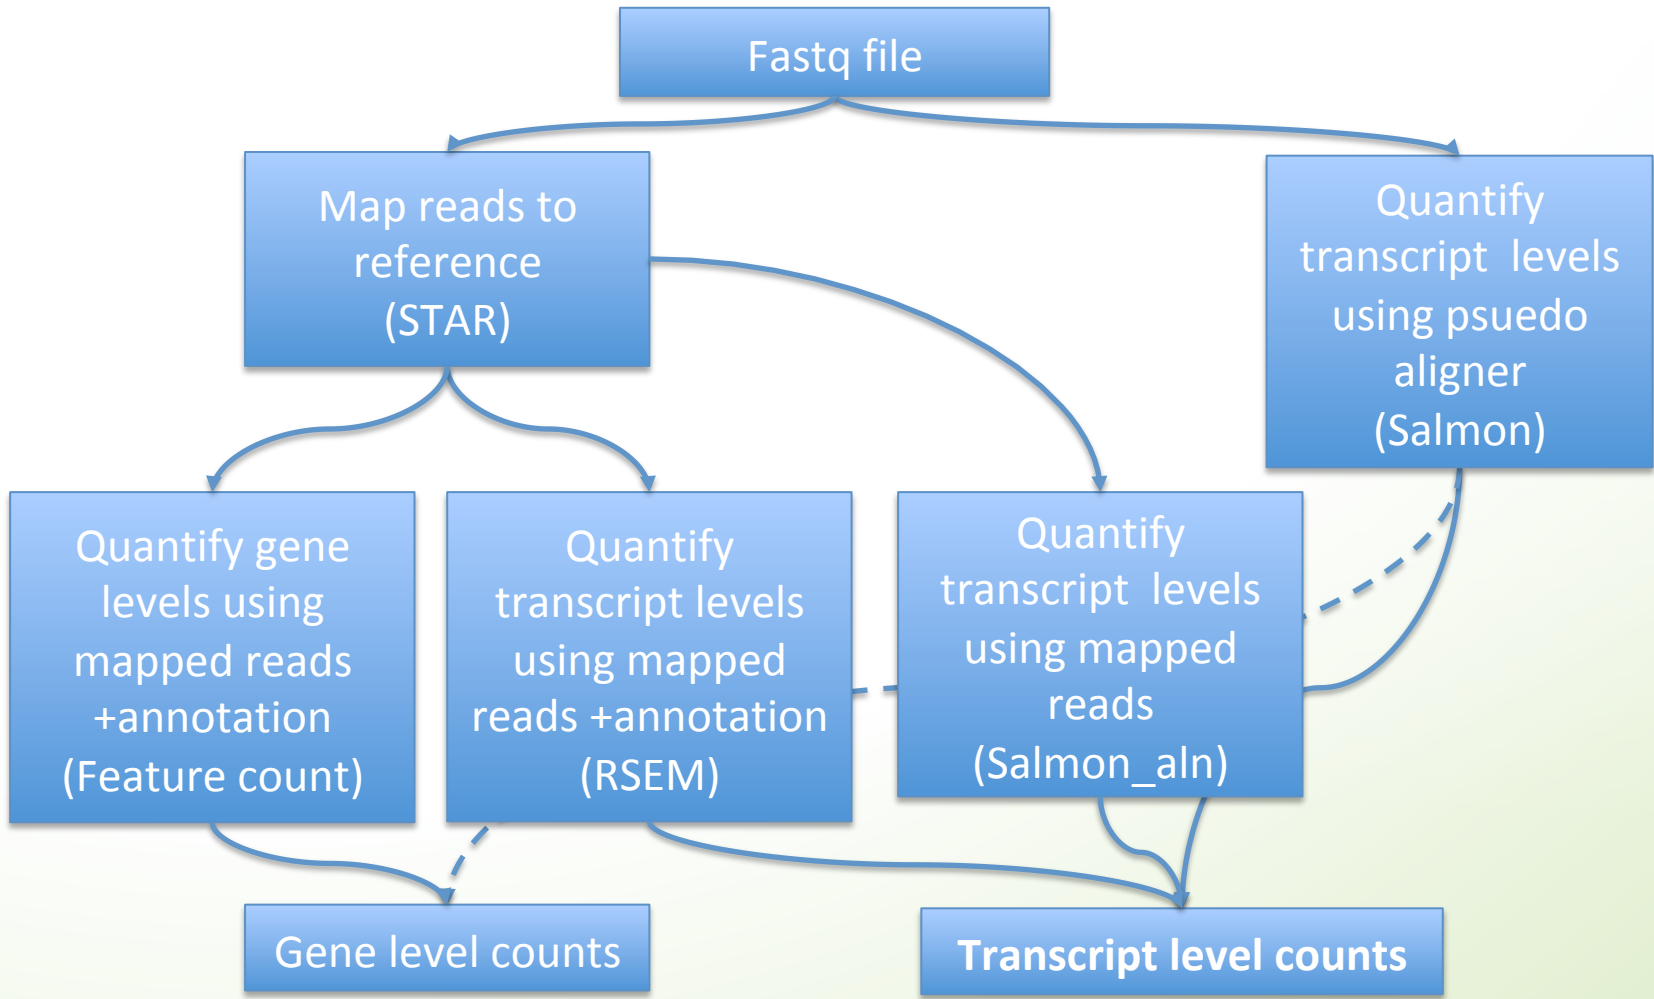 Fastq file
Map reads to
reference
(STAR)
Quantify
transcript levels
using psuedo
aligner
(Salmon)
Quantify gene
levels using
mapped reads
+annotation
(Feature count)
Quantify
transcript levels
using mapped
reads +annotation
(RSEM)
Quantify
transcript levels
using mapped
reads
(Salmon_aln)
Gene level counts
Transcript level counts